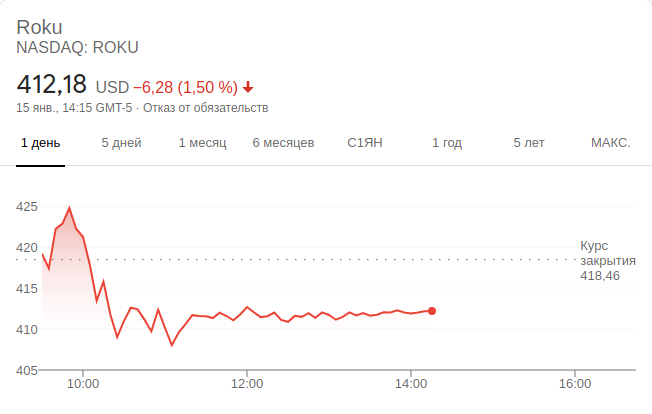 Roku
NASDAQ: ROKU
412,18 USD −6,28 (1,50 %)
15 янв., 14:15 GMT-5 · Отказ от обязательств
1 день 5 дней 1 месяц 6 месяцев С1ЯН 1 год 5 лет МАКС.
425
420
415
410
405
Курс
закрытия
418,46
10:00 12:00 14:00 16:00